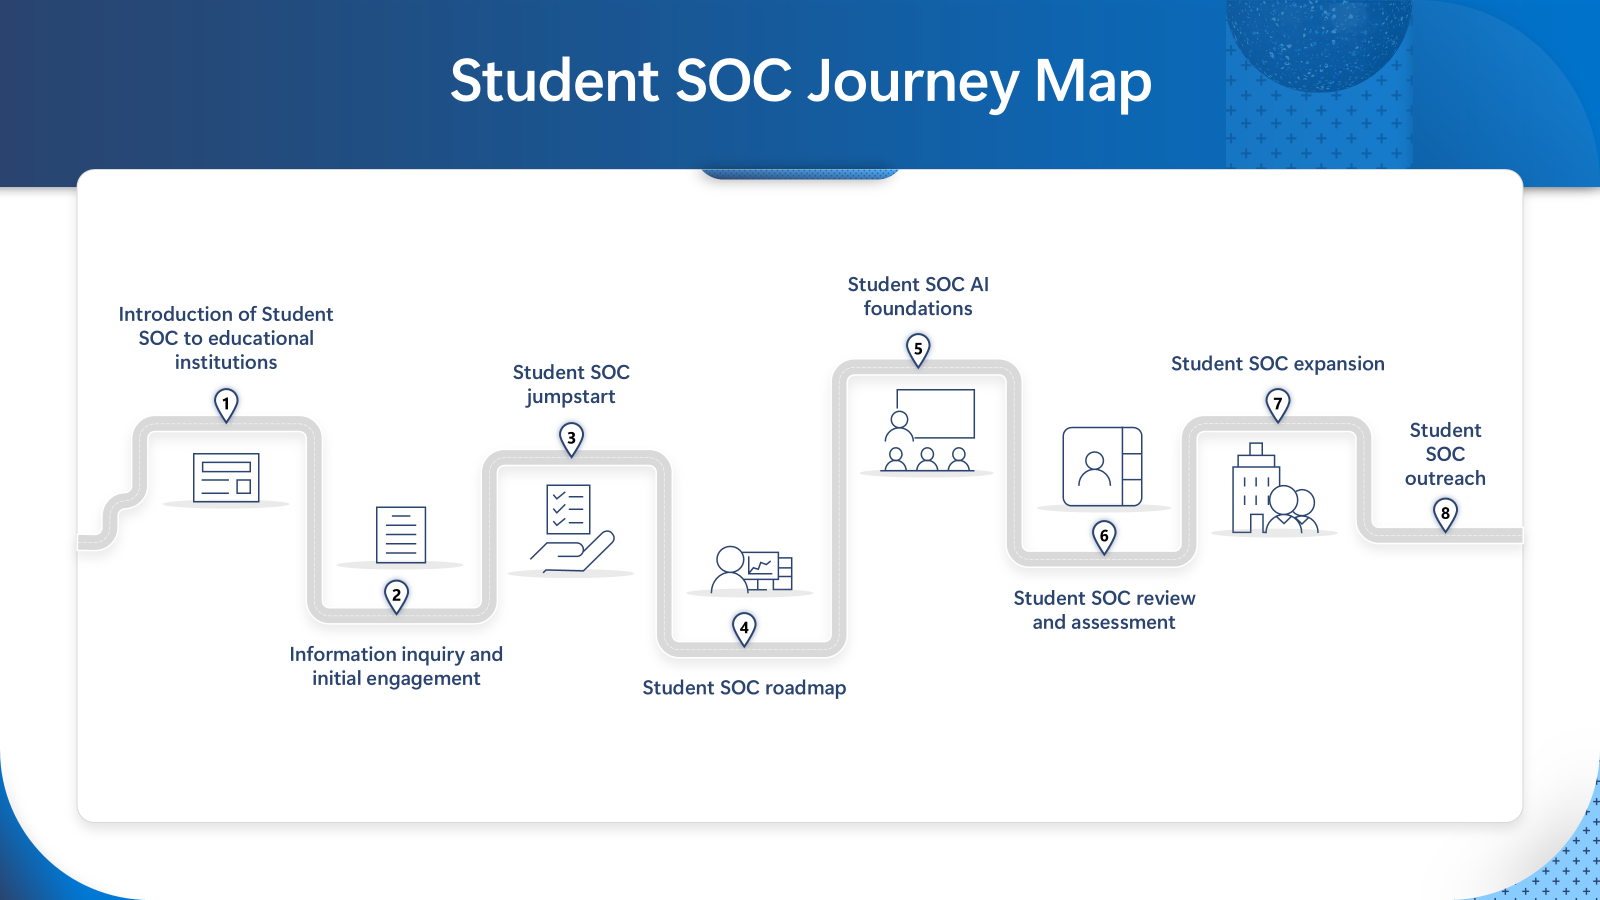 Student SOC Journey Map
Introduction of Student
SOC to educational
institutions
1
2
Information inquiry and
initial engagement
Student SOC
jumpstart
3
4
Student SOC roadmap
Student SOC AI
foundations
5
6
Student SOC review
and assessment
Student SOC expansion
7
Student
SOC
outreach
8